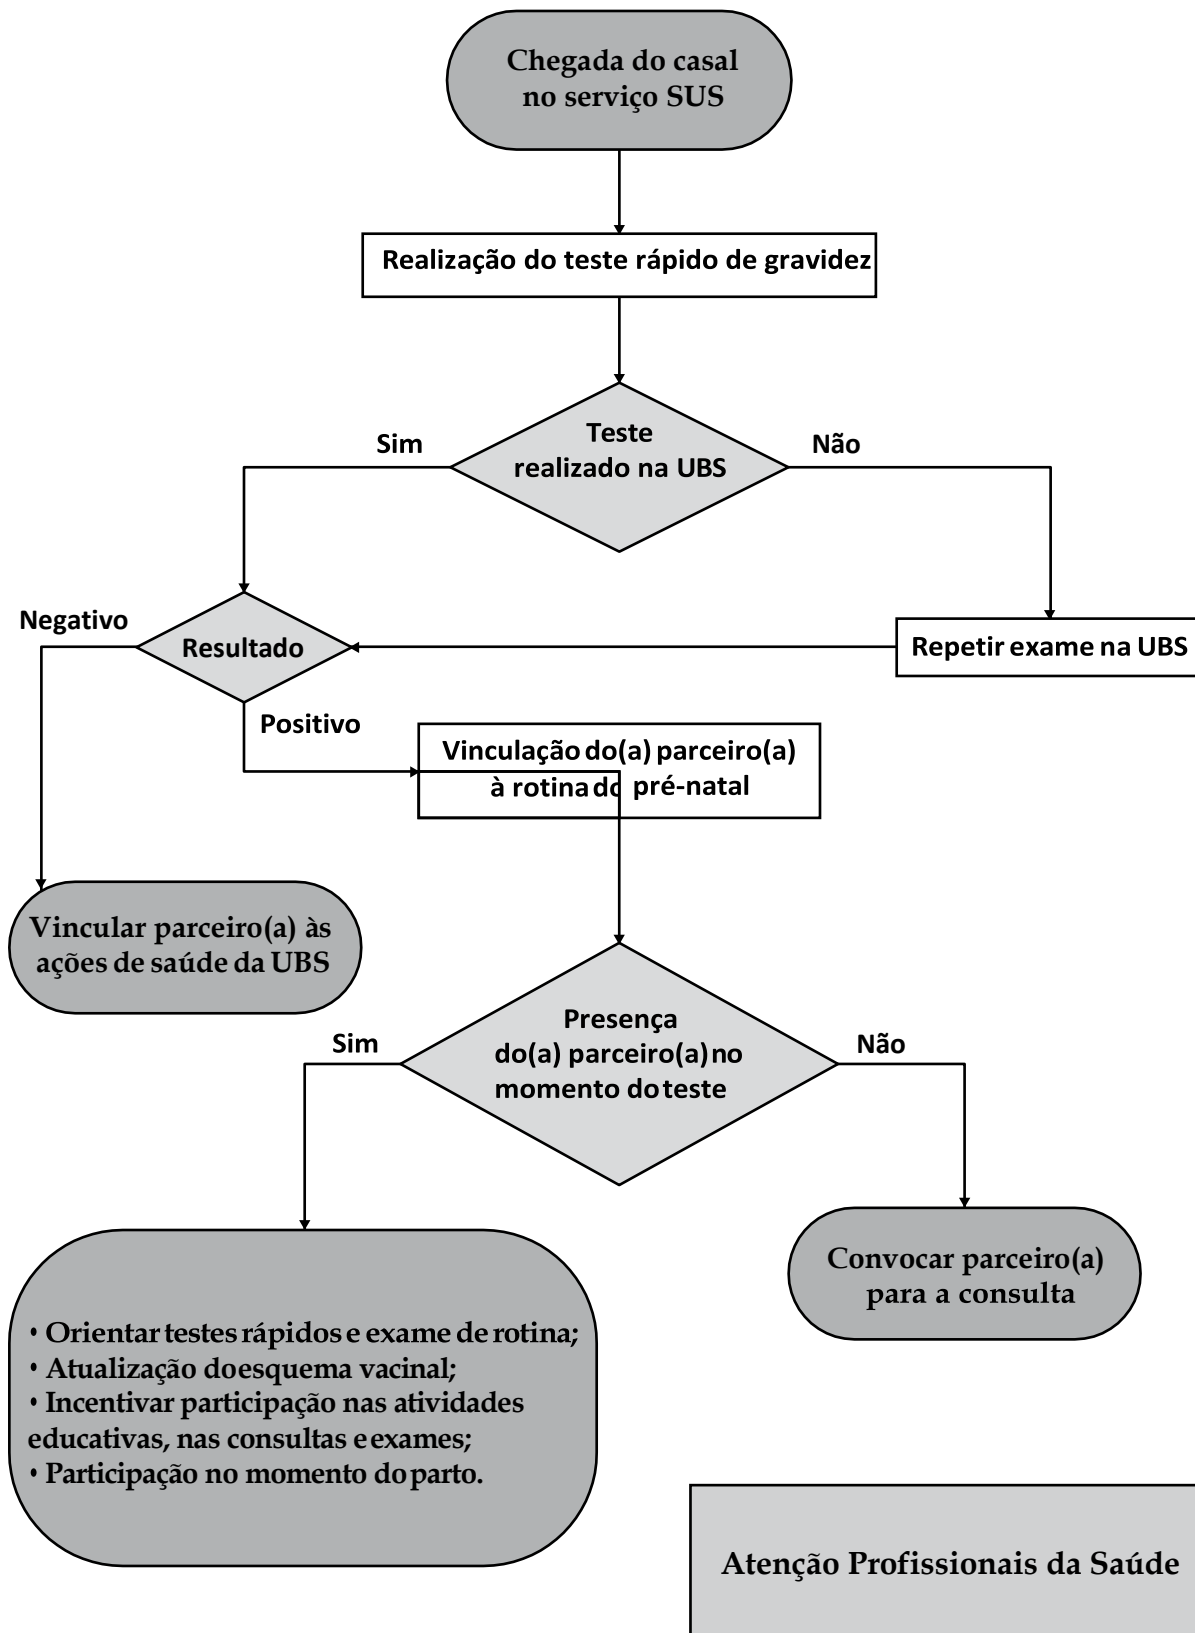 Chegada do casal
no serviço SUS
Realização do teste rápido de gravidez
Teste
realizado na UBS
Sim
Não
Negativo
Resultado
Repetir exame na UBS
Positivo
Vinculação do(a) parceiro(a)
à rotina do pré-natal
Vincular parceiro(a) às
ações de saúde da UBS
Presença
do(a) parceiro(a) no
momento do teste
Sim
Não
Convocar parceiro(a)
para a consulta
• Orientar testes rápidos e exame de rotina;
• Atualização do esquema vacinal;
• Incentivar participação nas atividades
educativas, nas consultas e exames;
• Participação no momento do parto.
Atenção Profissionais da Saúde